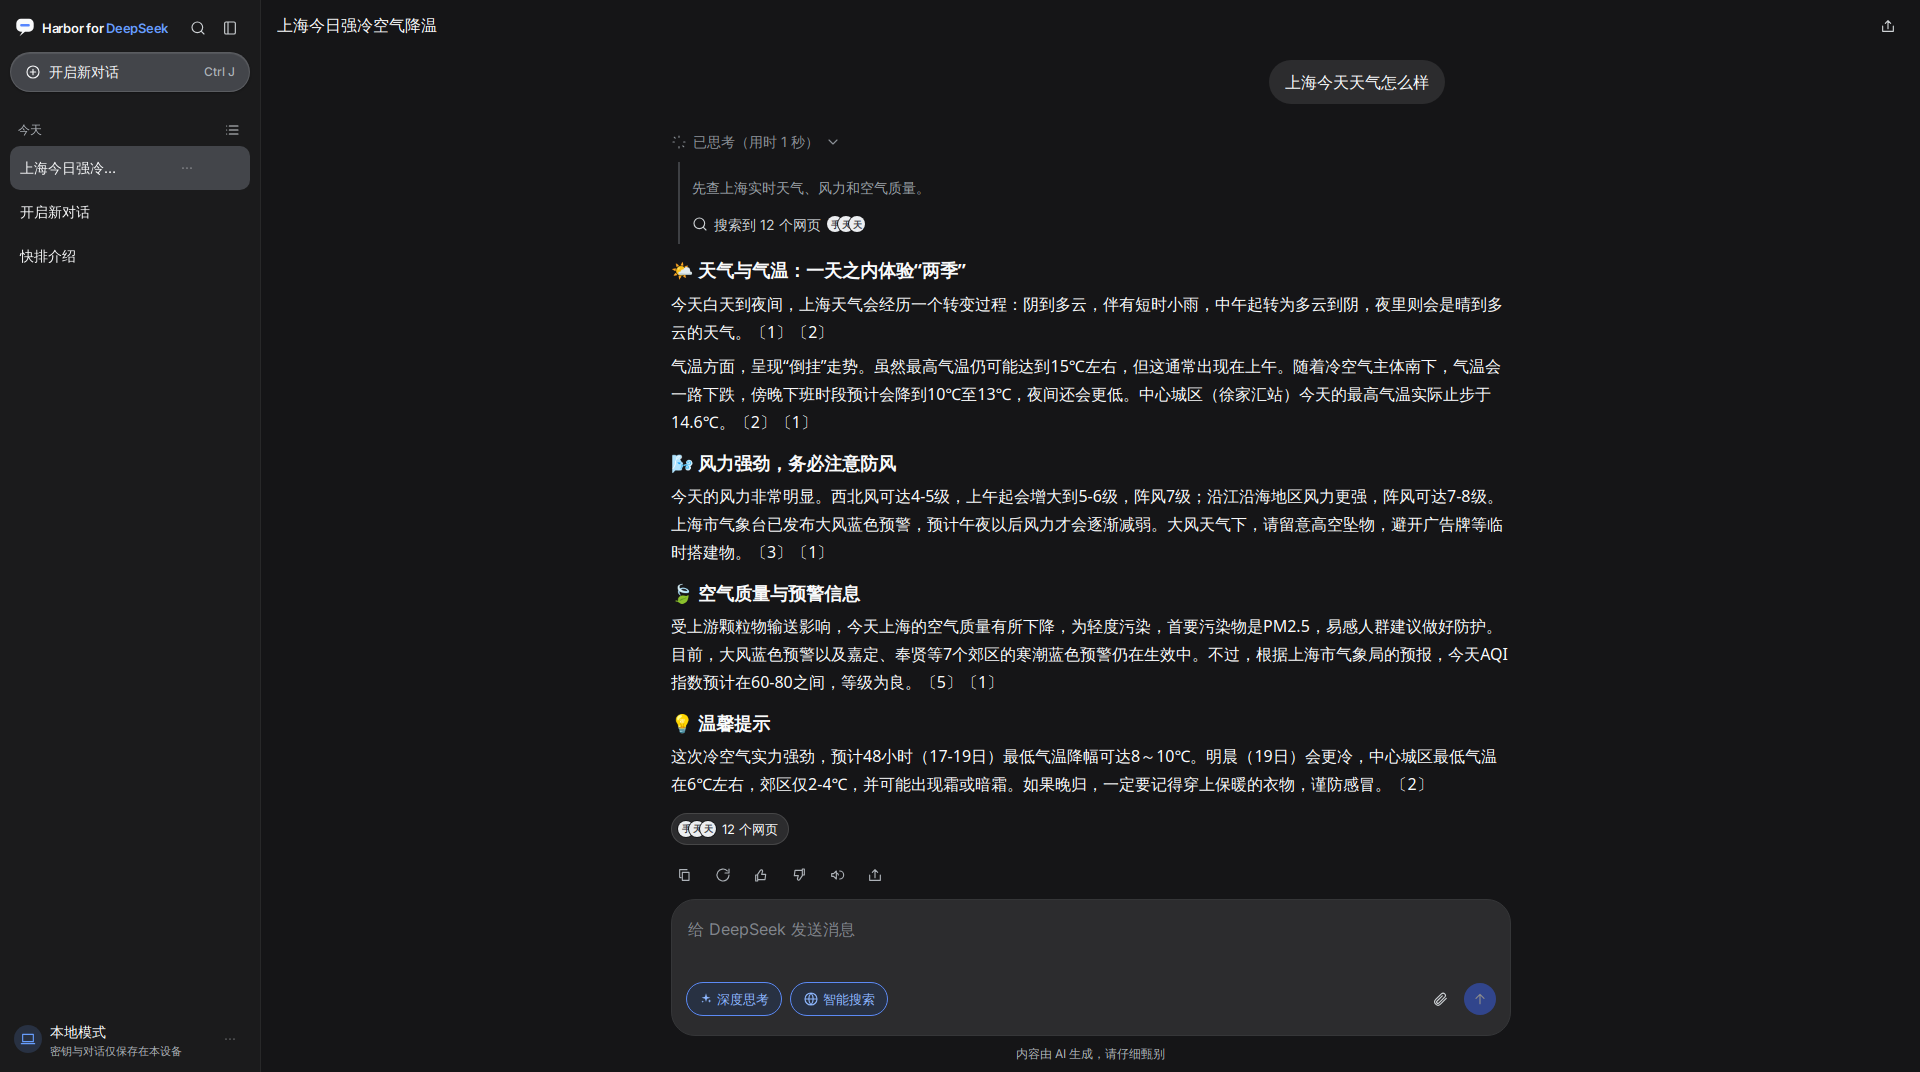 Harbor for DeepSeek
开启新对话 Ctrl J
今天
上海今日强冷...
开启新对话
快排介绍
本地模式
密钥与对话仅保存在本设备
上海今日强冷空气降温
上海今天天气怎么样
已思考（用时 1 秒）
先查上海实时天气、风力和空气质量。
搜索到 12 个网页
🌤️ 天气与气温：一天之内体验“两季”
今天白天到夜间，上海天气会经历一个转变过程：阴到多云，伴有短时小雨，中午起转为多云到阴，夜里则会是晴到多
云的天气。〔1〕〔2〕
气温方面，呈现“倒挂”走势。虽然最高气温仍可能达到15℃左右，但这通常出现在上午。随着冷空气主体南下，气温会
一路下跌，傍晚下班时段预计会降到10℃至13℃，夜间还会更低。中心城区（徐家汇站）今天的最高气温实际止步于
14.6℃。〔2〕〔1〕
🌬️ 风力强劲，务必注意防风
今天的风力非常明显。西北风可达4-5级，上午起会增大到5-6级，阵风7级；沿江沿海地区风力更强，阵风可达7-8级。
上海市气象台已发布大风蓝色预警，预计午夜以后风力才会逐渐减弱。大风天气下，请留意高空坠物，避开广告牌等临
时搭建物。〔3〕〔1〕
🍃 空气质量与预警信息
受上游颗粒物输送影响，今天上海的空气质量有所下降，为轻度污染，首要污染物是PM2.5，易感人群建议做好防护。
目前，大风蓝色预警以及嘉定、奉贤等7个郊区的寒潮蓝色预警仍在生效中。不过，根据上海市气象局的预报，今天AQI
指数预计在60-80之间，等级为良。〔5〕〔1〕
💡 温馨提示
这次冷空气实力强劲，预计48小时（17-19日）最低气温降幅可达8～10℃。明晨（19日）会更冷，中心城区最低气温
在6℃左右，郊区仅2-4℃，并可能出现霜或暗霜。如果晚归，一定要记得穿上保暖的衣物，谨防感冒。〔2〕
天 12 个网页
给 DeepSeek 发送消息
深度思考 智能搜索
内容由 AI 生成，请仔细甄别